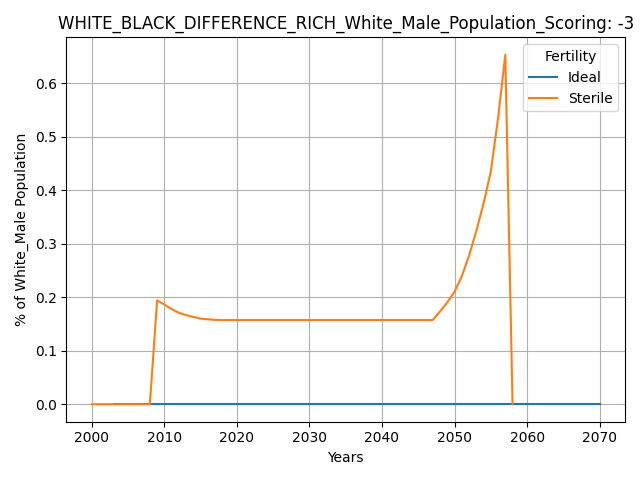 WHITE_BLACK_DIFFERENCE_RICH_White_Male_Population_Scoring: -3
Fertility
Ideal
Sterile
% of White_Male Population
0.6
0.5
0.4
0.3
0.2
0.1
0.0
2000 2010 2020 2030 2040 2050 2060 2070
Years